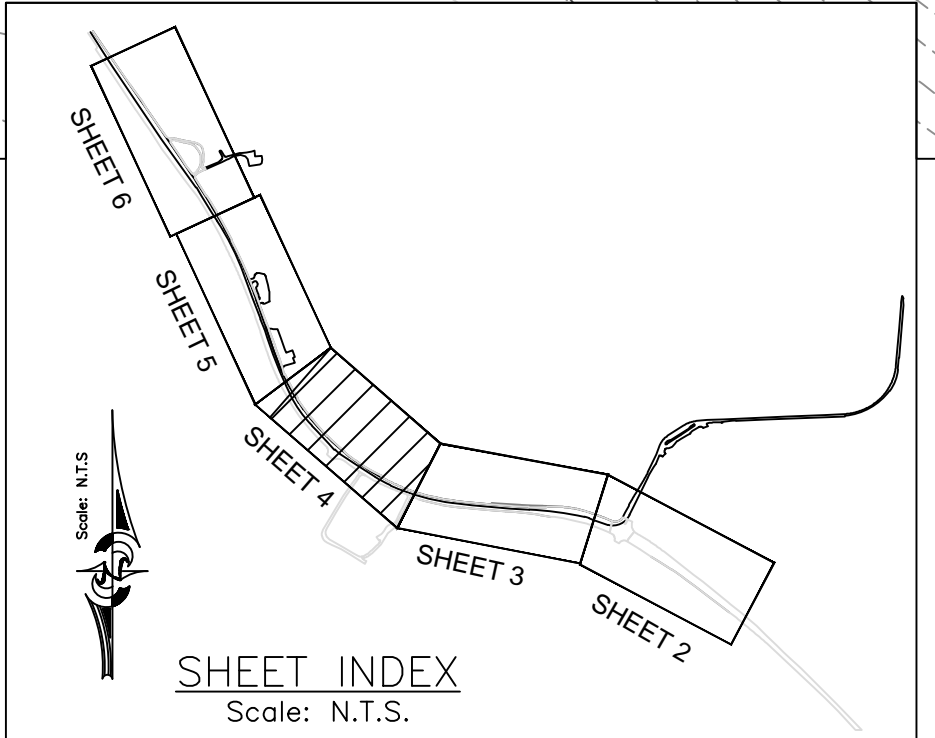 SHEET 6
SHEET 5
SHEET 4
SHEET 3
SHEET 2
Scale: N.T.S
SHEET INDEX
Scale: N.T.S.